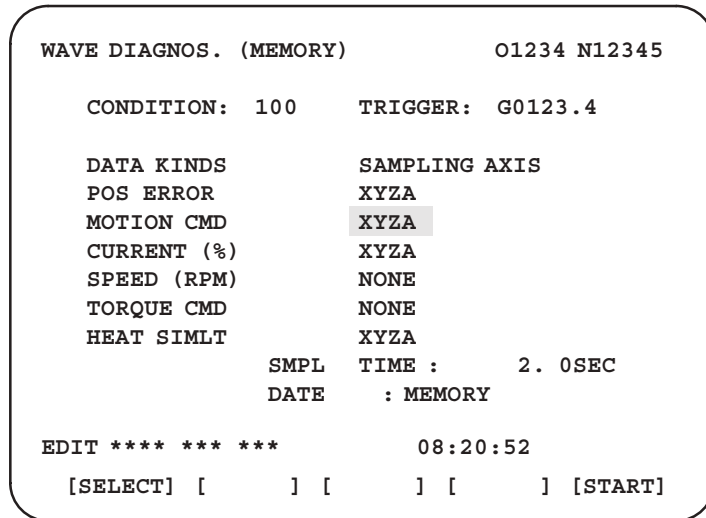 WAVE DIAGNOS. (MEMORY) O1234 N12345
CONDITION: 100 TRIGGER: G0123.4
DATA KINDS SAMPLING AXIS
POS ERROR XYZA
MOTION CMD XYZA
CURRENT (%) XYZA
SPEED (RPM) NONE
TORQUE CMD NONE
HEAT SIMLT XYZA
SMPL TIME : 2. 0SEC
DATE : MEMORY
EDIT **** *** *** 08:20:52
[SELECT] [ ] [ ] [ ] [START]